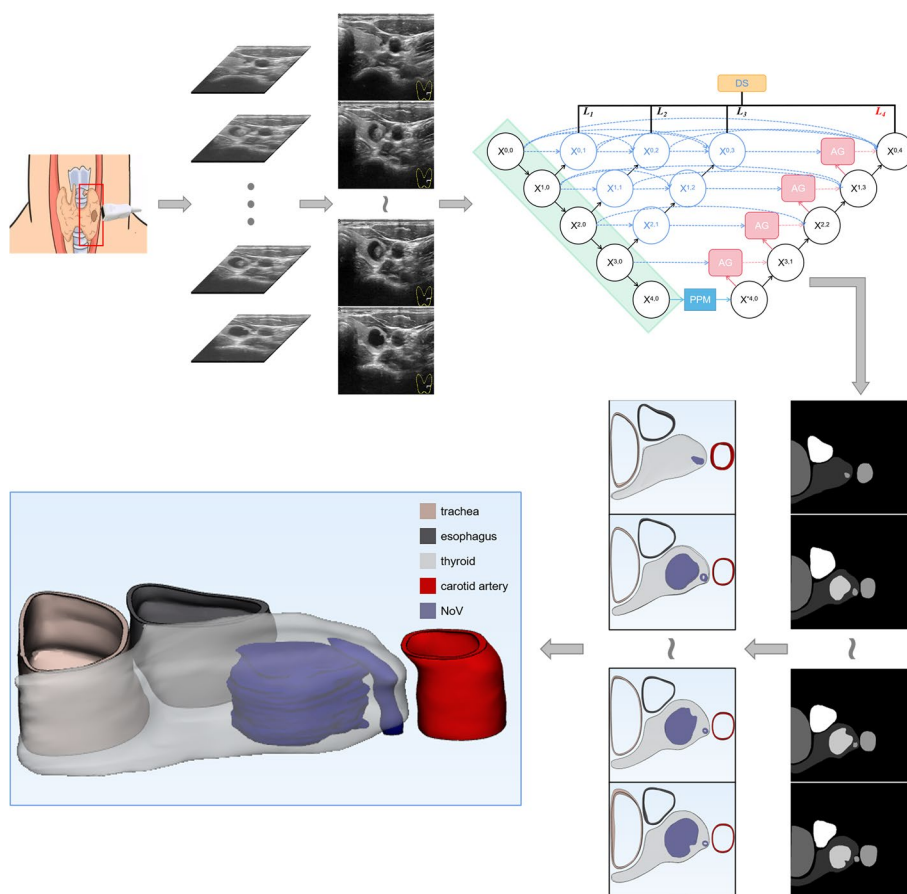 DS
L1 L2 L3 L4
X0,0 X0,1 X0,2 X0,3 AG X0,4
X1,0 X1,1 X1,2 AG X1,3
X2,0 X2,1 AG X2,2
X3,0 AG X3,1
X4,0 PPM X*4,0
trachea
esophagus
thyroid
carotid artery
NoV